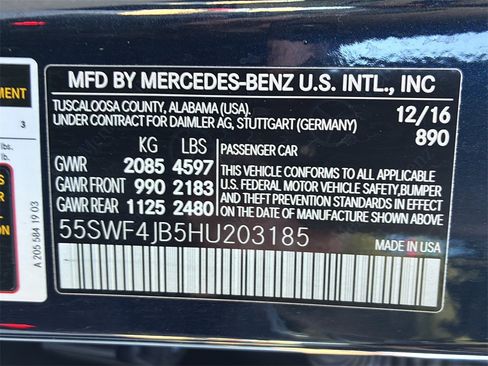 MFD BY MERCEDES-BENZ U.S. INTL., INC
TUSCALOOSA COUNTY, ALABAMA (USA).
UNDER CONTRACT FOR DAIMLER AG, STUTTGART (GERMANY)
12/16
890
KG LBS
GVWR 2085 4597
GAWR FRONT 990 2183
GAWR REAR 1125 2480
PASSENGER CAR
THIS VEHICLE CONFORMS TO ALL APPLICABLE
U.S. FEDERAL MOTOR VEHICLE SAFETY, BUMPER
AND THEFT PREVENTION STANDARDS IN EFFECT
ON THE DATE OF MANUFACTURE SHOWN ABOVE.
55SWF4JB5HU203185
A 205 584 19 03
3
lbs.